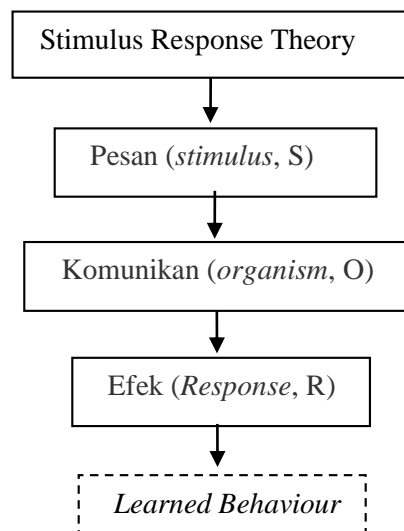 Stimulus Response Theory
Pesan (stimulus, S)
Komunikan (organism, O)
Efek (Response, R)
Learned Behaviour